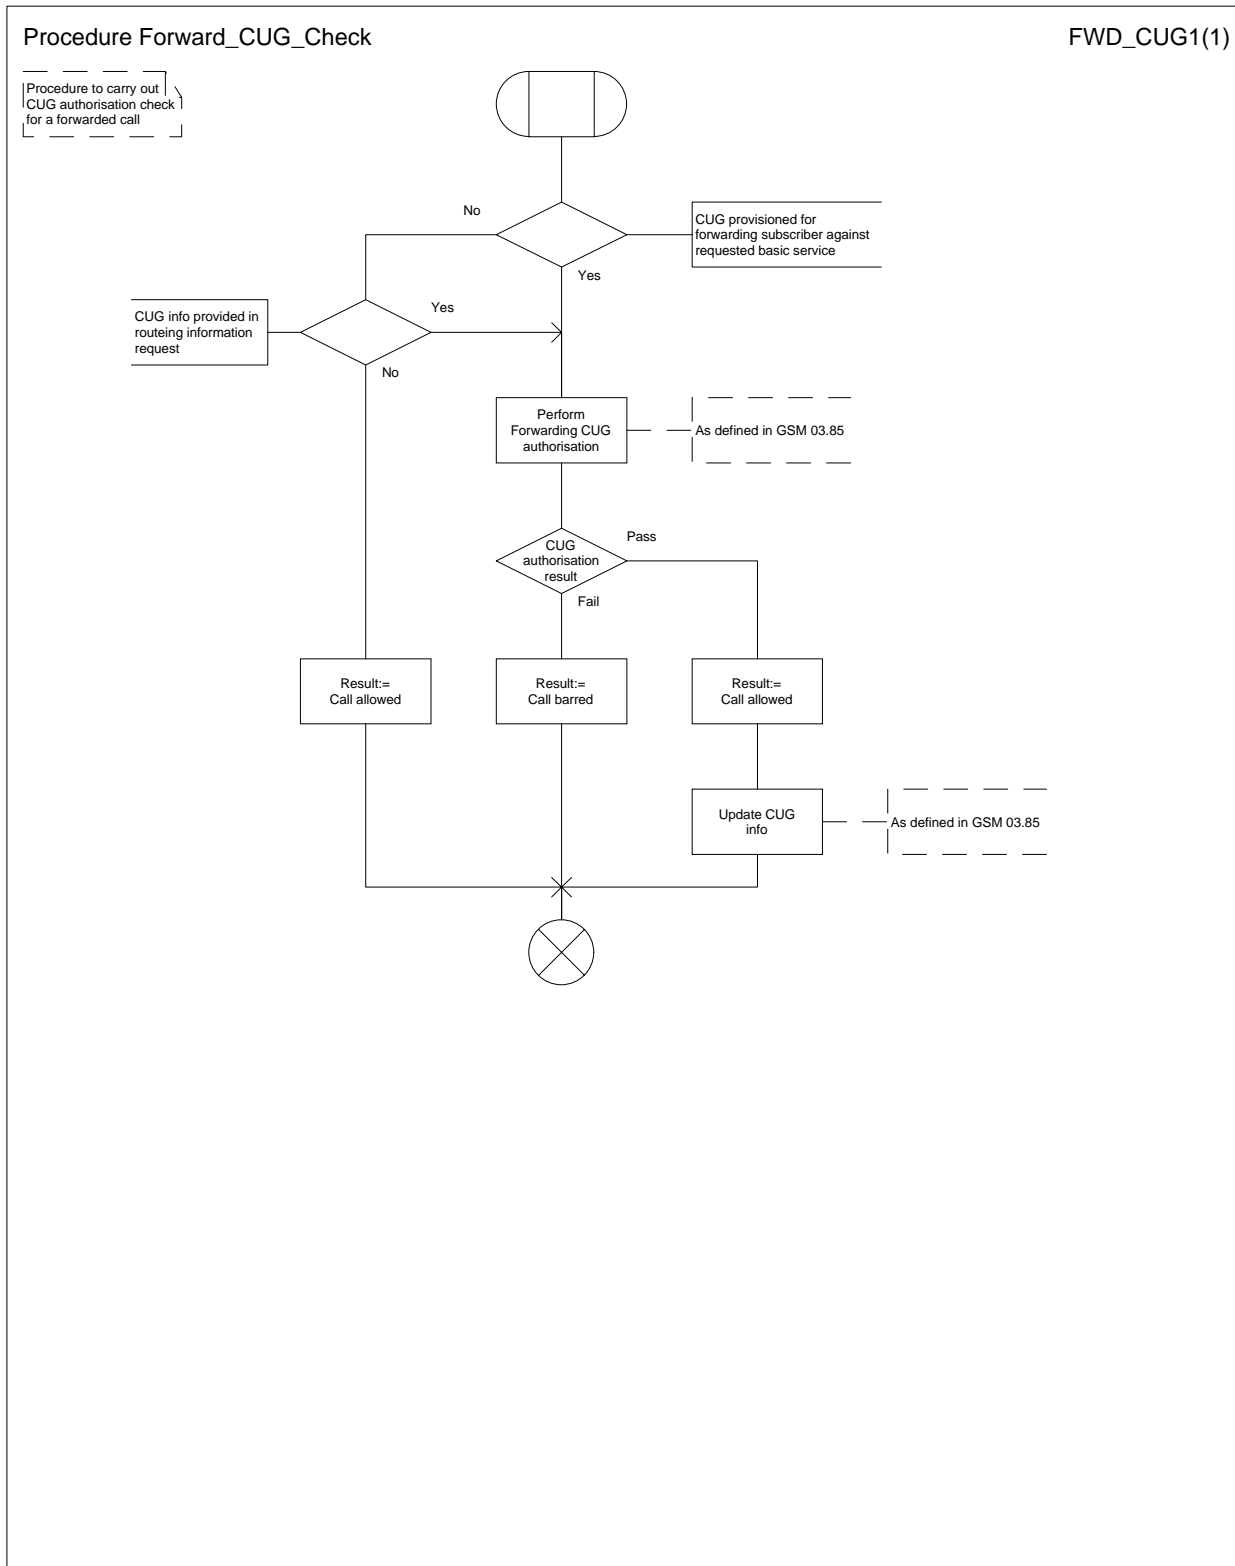 Procedure Forward_CUG_Check
FWD_CUG1(1)
Procedure to carry out
CUG authorisation check
for a forwarded call
No
CUG provisioned for
forwarding subscriber against
requested basic service
Yes
CUG info provided in
routeing information
request
Yes
No
Perform
Forwarding CUG
authorisation
As defined in GSM 03.85
CUG
authorisation
result
Pass
Fail
Result:=
Call allowed
Result:=
Call barred
Result:=
Call allowed
Update CUG
info
As defined in GSM 03.85